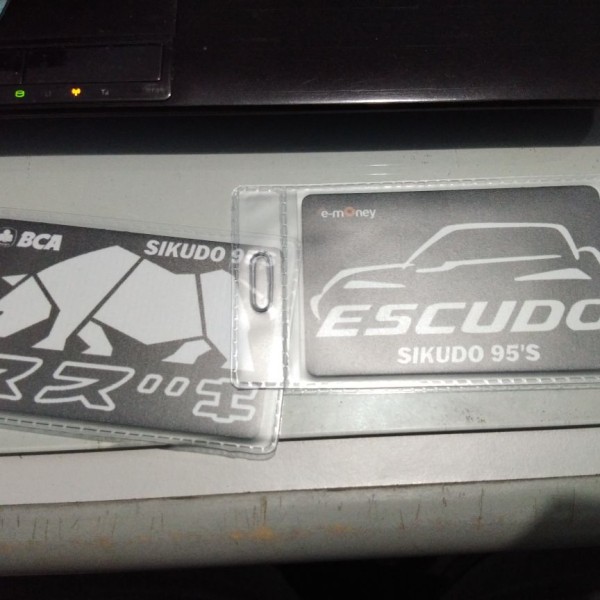 BCA
SIKUDO 9
スズキ
e-money
ESCUDO
SIKUDO 95'S